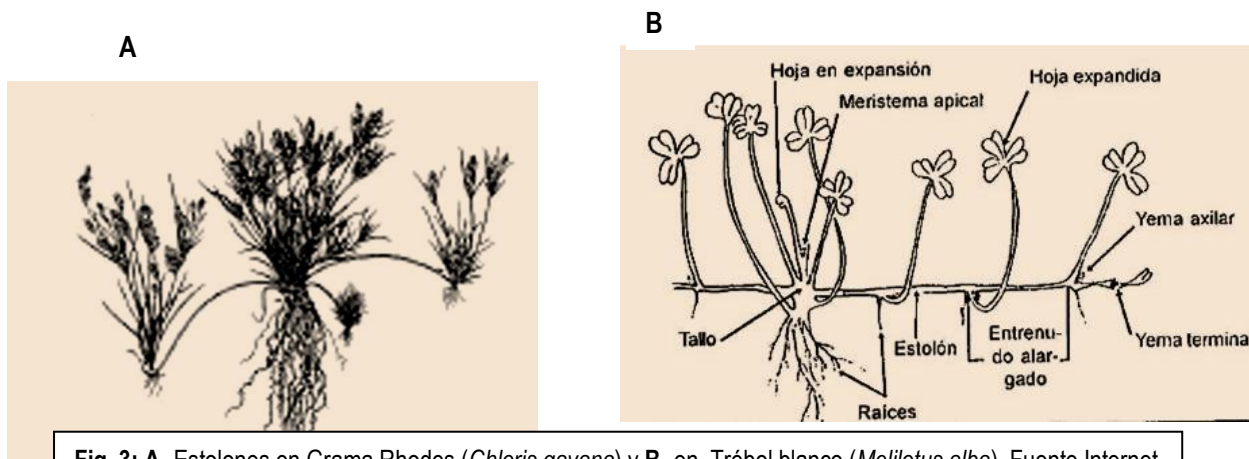 A
B
Hoja en expansión
Meristema apical
Hoja expandida
Yema axilar
Tallo
Estolón
Entrenu-
do alar-
gado
Yema termina
Raíces
Fig. 2: A. Estolones en Grama Rhodes (Chloris gayana) y B. en Trébol blanco (Melilotus alba). Fuente Internet